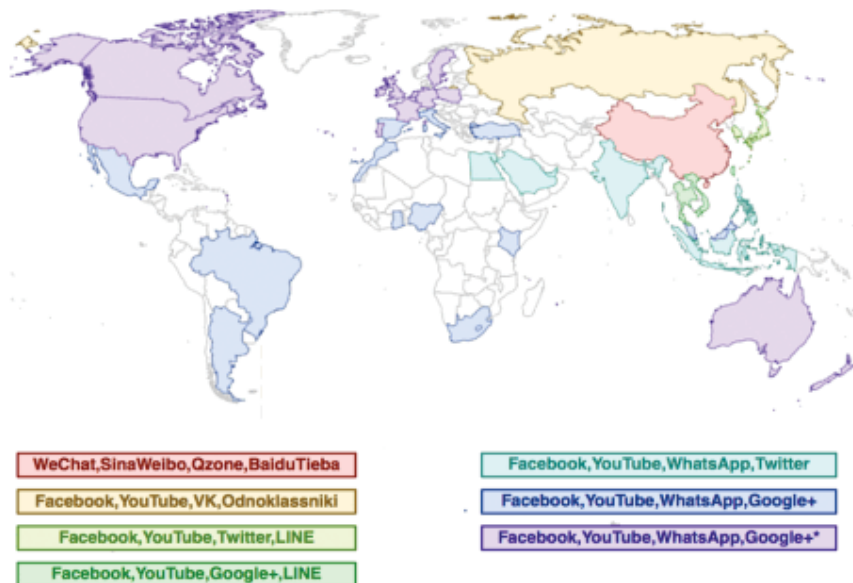 WeChat,SinaWeibo,Qzone,BaiduTieba
Facebook,YouTube,VK,Odnoklassniki
Facebook,YouTube,Twitter,LINE
Facebook,YouTube,Google+,LINE
Facebook,YouTube,WhatsApp,Twitter
Facebook,YouTube,WhatsApp,Google+
Facebook,YouTube,WhatsApp,Google+*